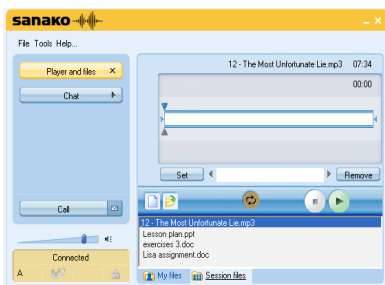 sanako
File Tools Help...
Player and files
Chat
Call
Connected
A
12 - The Most Unfortunate Lie.mp3 07:34
00:00
Set
Remove
12 - The Most Unfortunate Lie.mp3
Lesson plan.ppt
exercises 3.doc
Lisa assignment.doc
My files
Session files